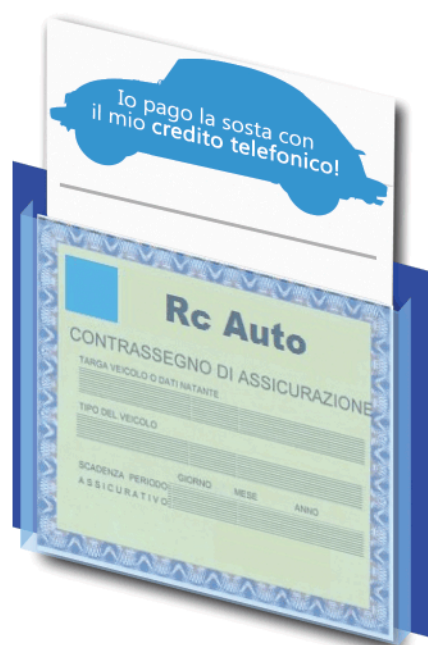 Io pago la sosta con
il mio credito telefonico!
Rc Auto
CONTRASSEGNO DI ASSICURAZIONE
TARGA VEICOLO O DATI NATANTE
TIPO DEL VEICOLO
SCADENZA PERIODO GIORNO MESE ANNO
ASSICURATIVO